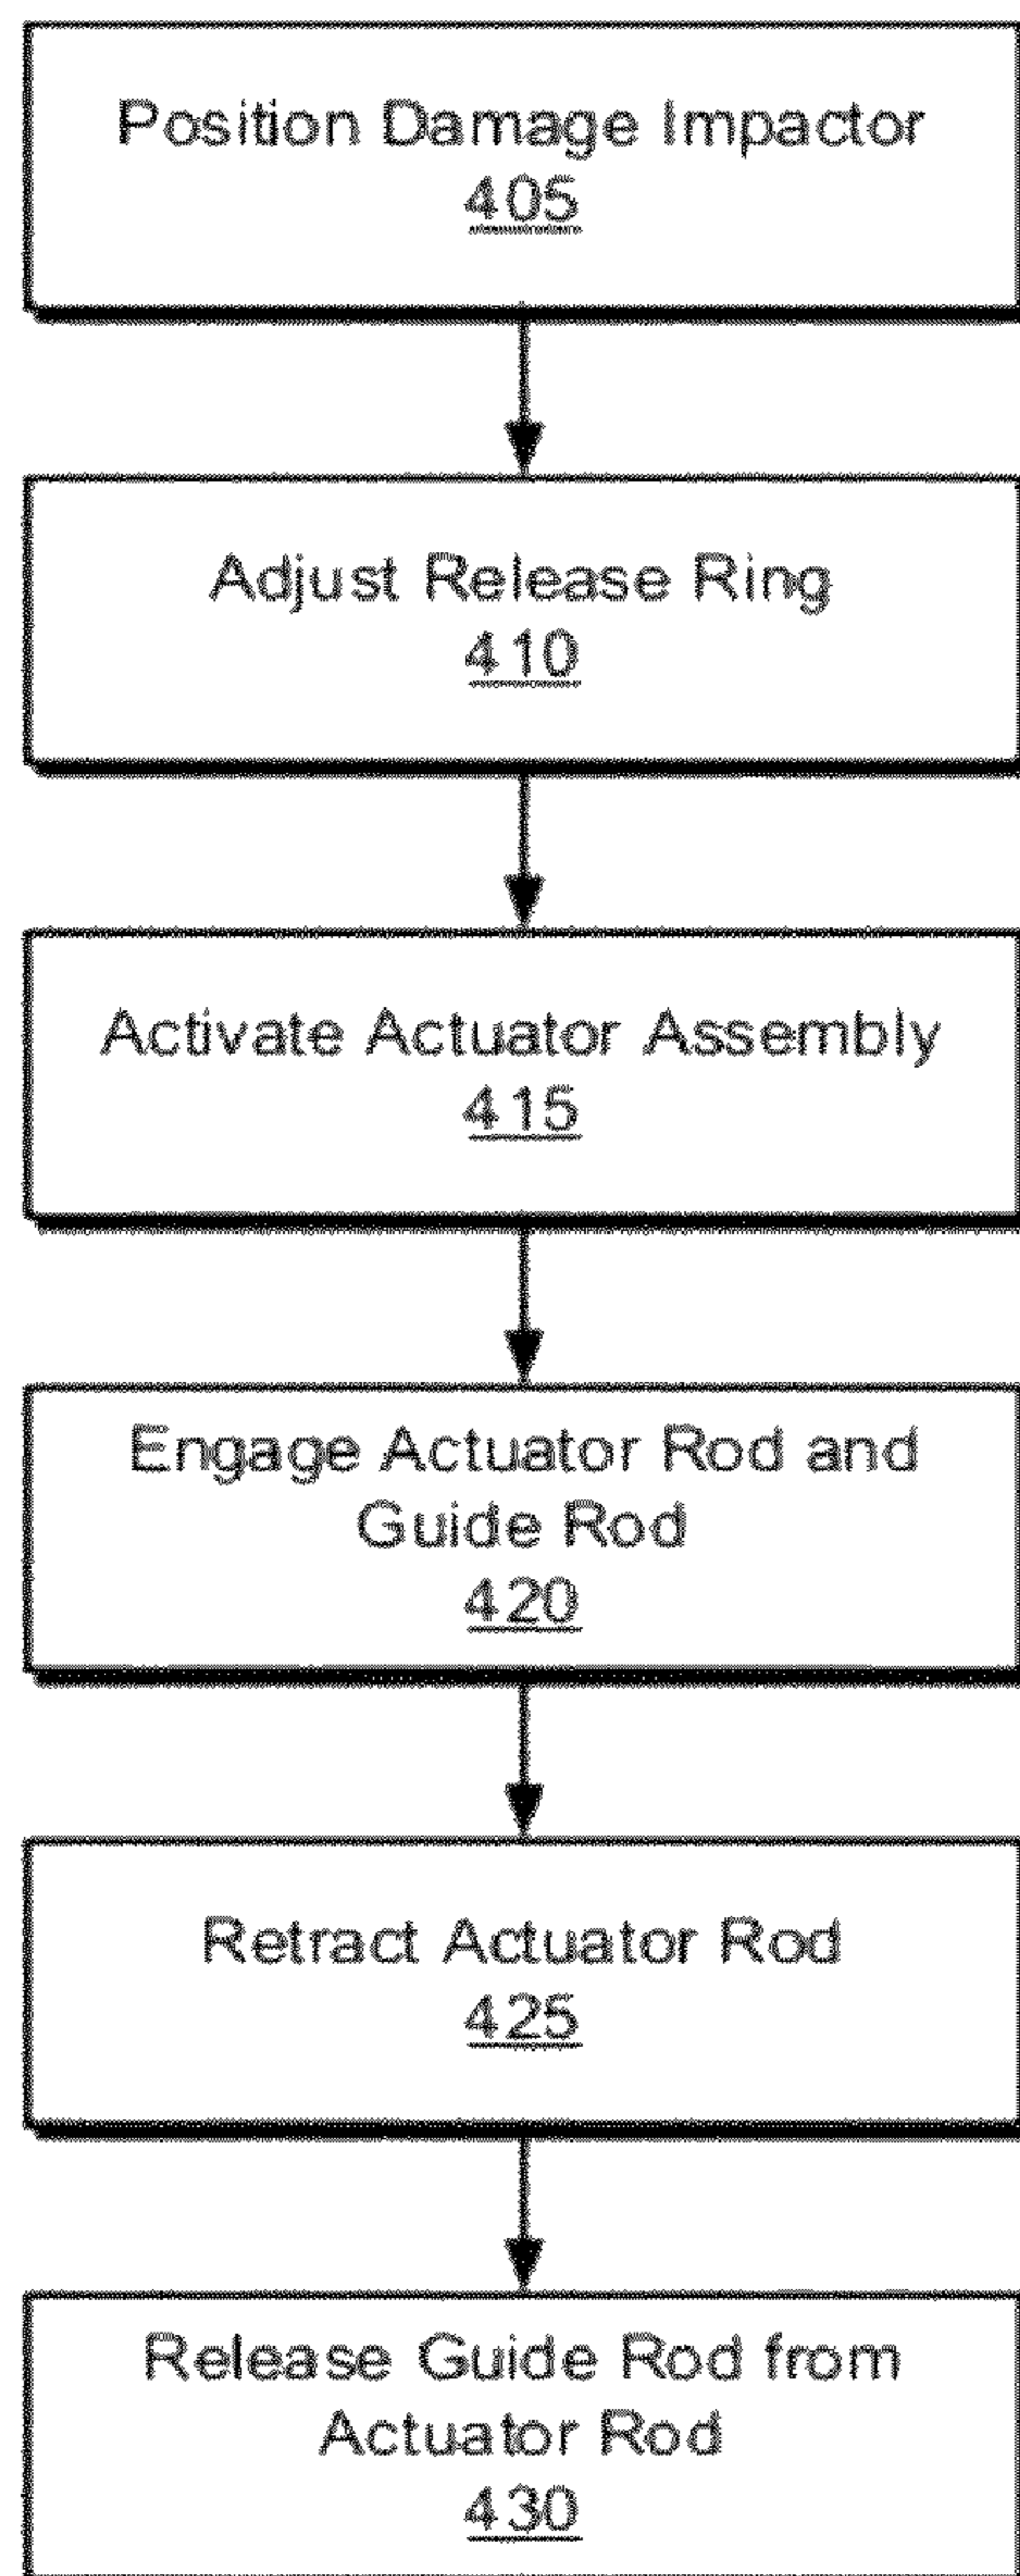 Position Damage Impactor
405
Adjust Release Ring
410
Activate Actuator Assembly
415
Engage Actuator Rod and
Guide Rod
420
Retract Actuator Rod
425
Release Guide Rod from
Actuator Rod
430